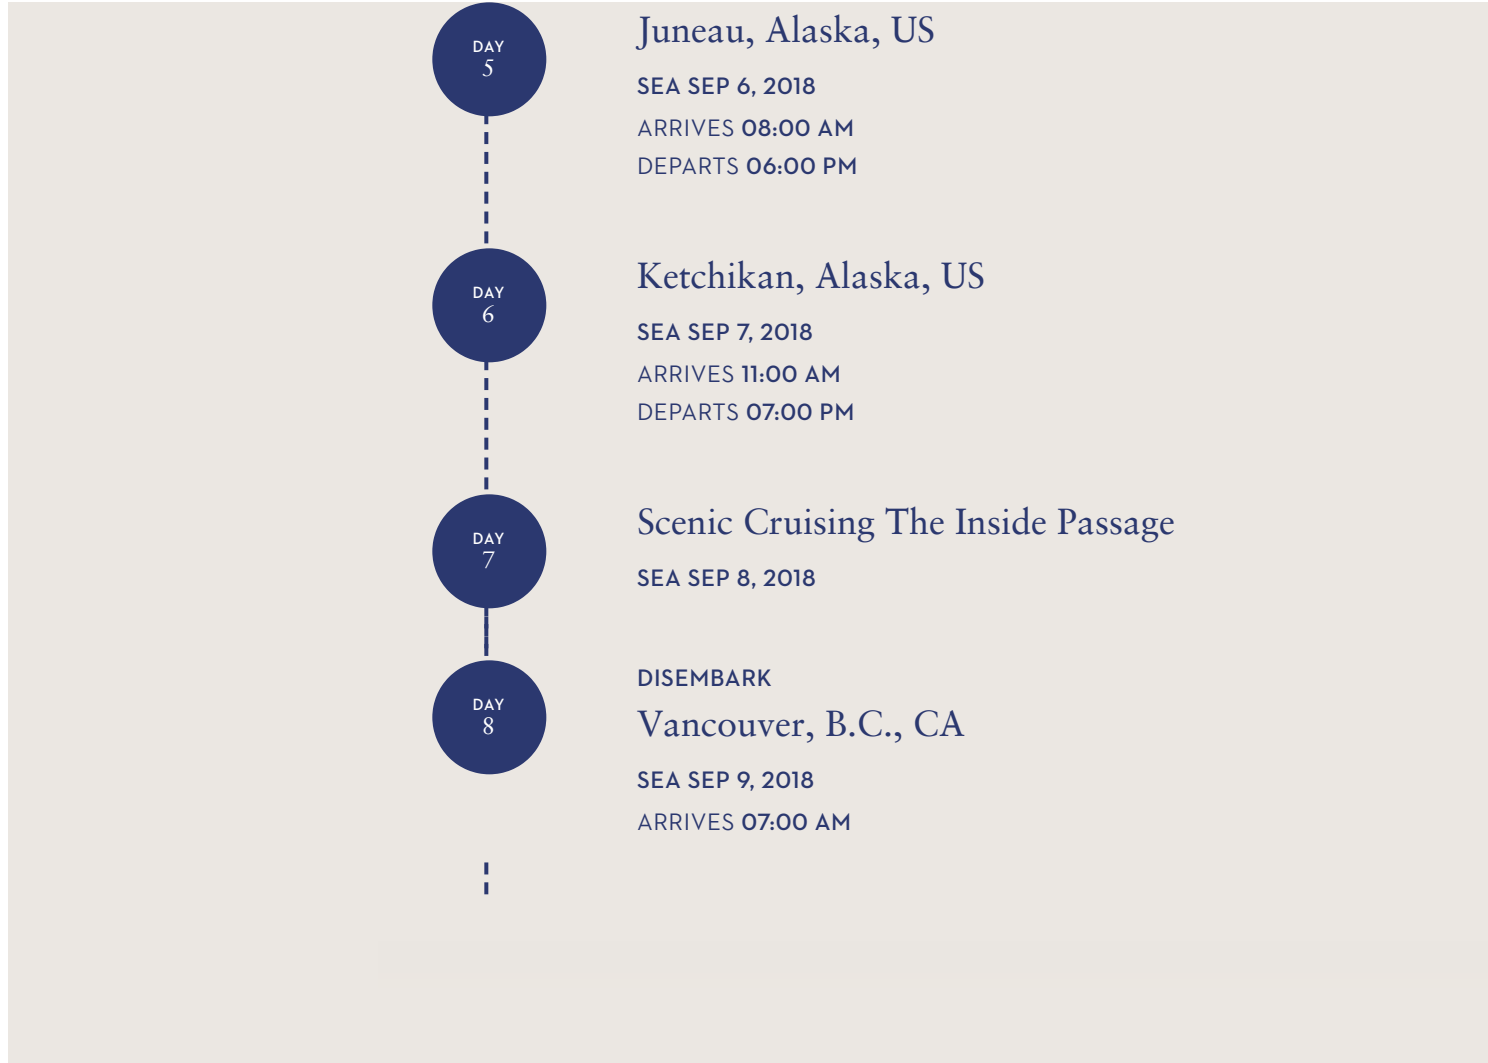 DAY
5
Juneau, Alaska, US
SEA SEP 6, 2018
ARRIVES 08:00 AM
DEPARTS 06:00 PM
DAY
6
Ketchikan, Alaska, US
SEA SEP 7, 2018
ARRIVES 11:00 AM
DEPARTS 07:00 PM
DAY
7
Scenic Cruising The Inside Passage
SEA SEP 8, 2018
DAY
8
DISEMBARK
Vancouver, B.C., CA
SEA SEP 9, 2018
ARRIVES 07:00 AM